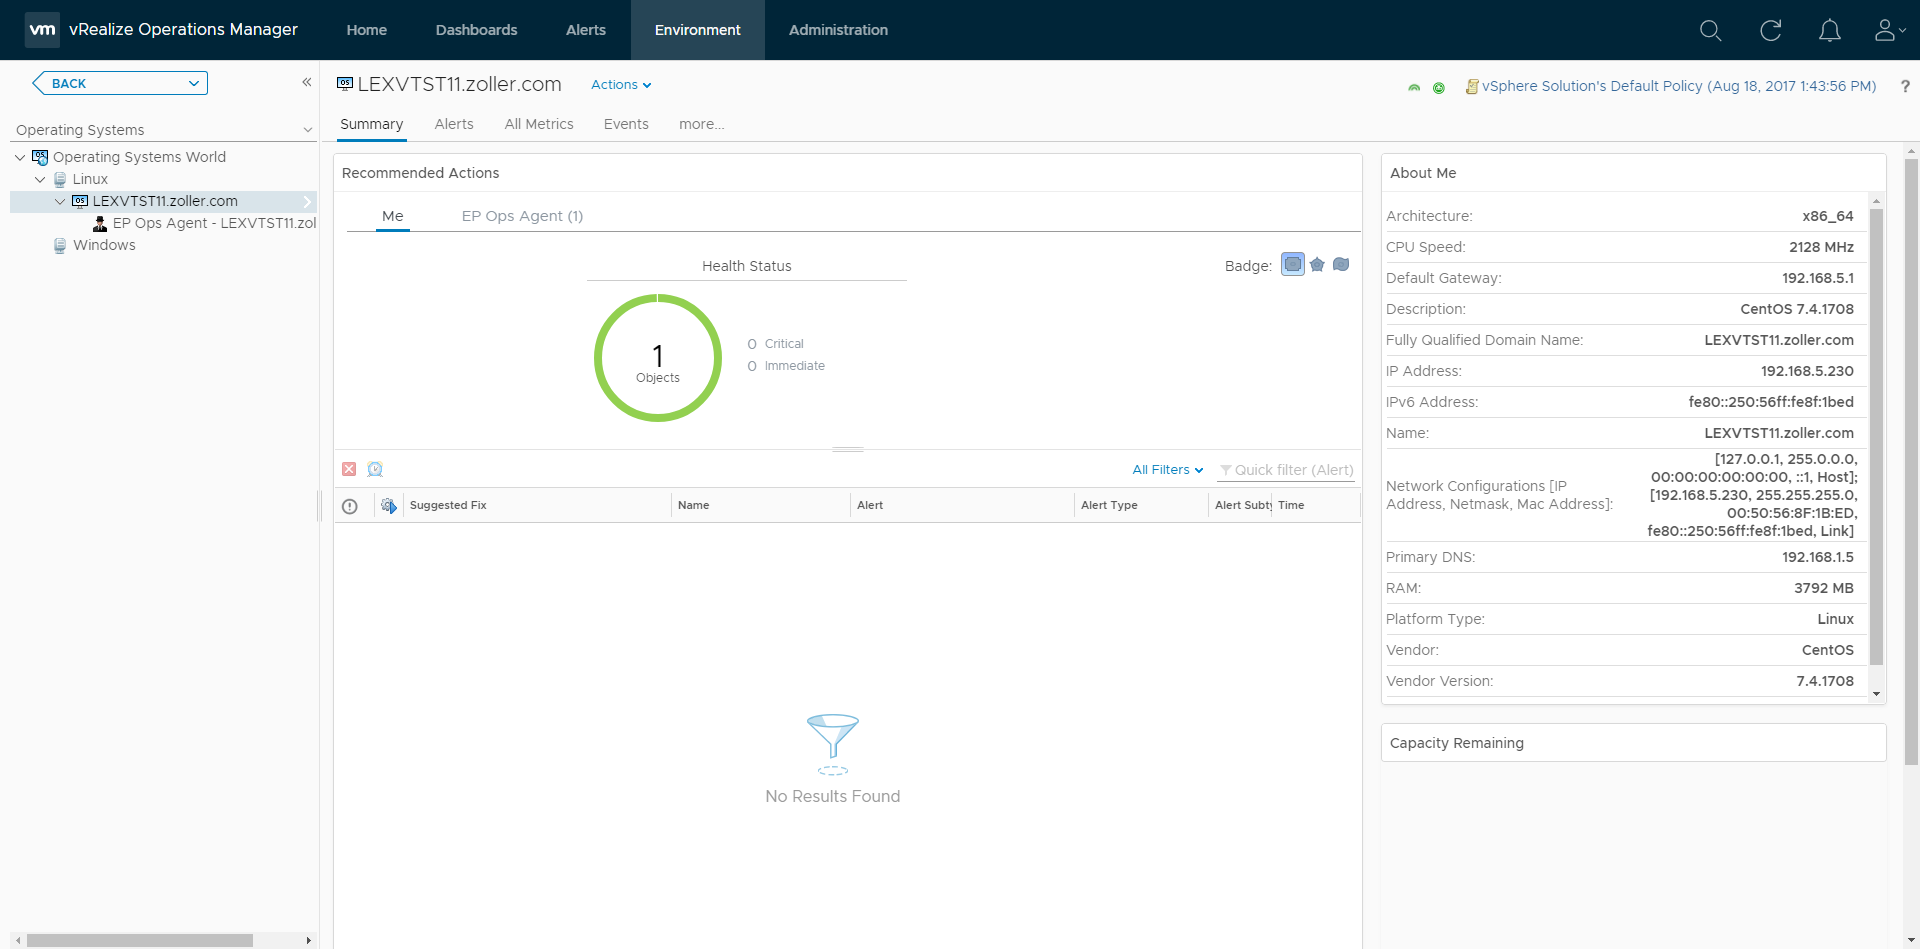 vm vRealize Operations Manager Home Dashboards Alerts Environment Administration
BACK
LEXVTST11.zoller.com Actions
vSphere Solution's Default Policy (Aug 18, 2017 1:43:56 PM) ?
Operating Systems
Operating Systems World
Linux
LEXVTST11.zoller.com
EP Ops Agent - LEXVTST11.zol
Windows
Summary Alerts All Metrics Events more...
Recommended Actions
Me EP Ops Agent (1)
Health Status
Badge:
1
Objects
0 Critical
0 Immediate
All Filters Quick filter (Alert)
Suggested Fix Name Alert Alert Type Alert Subty Time
No Results Found
About Me
Architecture: x86_64
CPU Speed: 2128 MHz
Default Gateway: 192.168.5.1
Description: CentOS 7.4.1708
Fully Qualified Domain Name: LEXVTST11.zoller.com
IP Address: 192.168.5.230
IPv6 Address: fe80::250:56ff:fe8f:1bed
Name: LEXVTST11.zoller.com
Network Configurations [IP
Address, Netmask, Mac Address]:
[127.0.0.1, 255.0.0.0,
00:00:00:00:00:00, ::1, Host];
[192.168.5.230, 255.255.255.0,
00:50:56:8F:1B:ED,
fe80::250:56ff:fe8f:1bed, Link]
Primary DNS: 192.168.1.5
RAM: 3792 MB
Platform Type: Linux
Vendor: CentOS
Vendor Version: 7.4.1708
Capacity Remaining